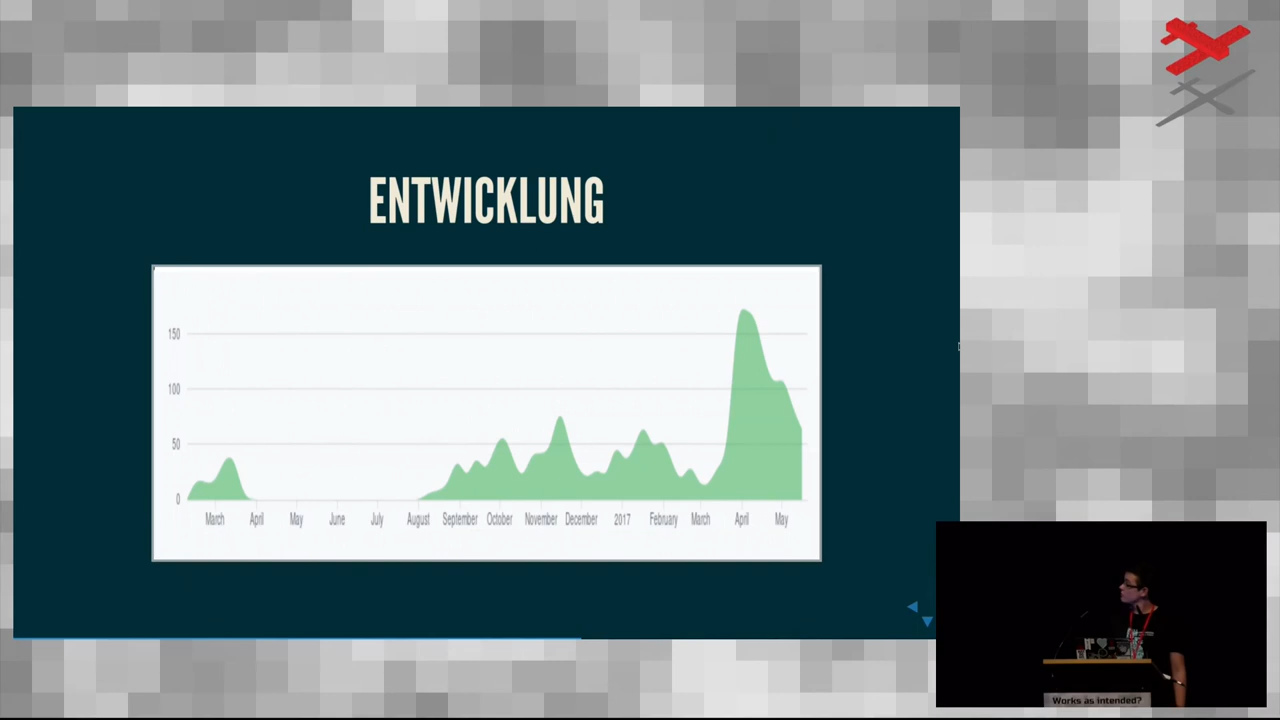 ENTWICKLUNG
150
100
50
0
March April May June July August September October November December 2017 February March April May
Works as intended?